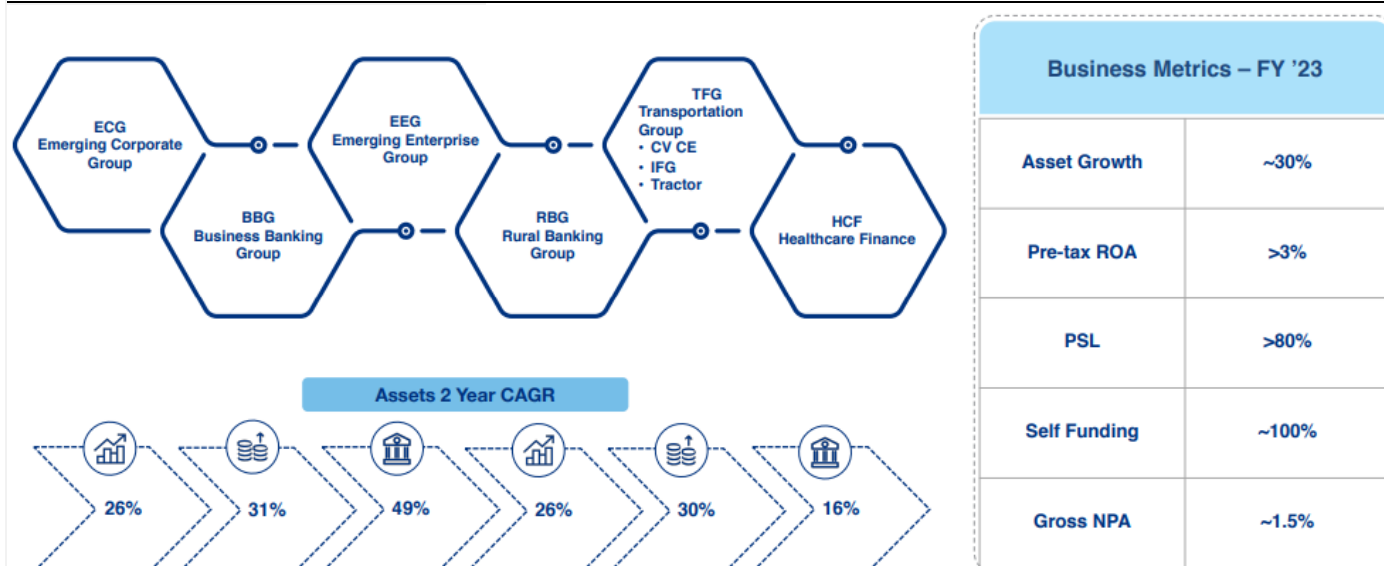 ECG
Emerging Corporate
Group
BBG
Business Banking
Group
EEG
Emerging Enterprise
Group
RBG
Rural Banking
Group
TFG
Transportation
Group
• CV CE
• IFG
• Tractor
HCF
Healthcare Finance
Assets 2 Year CAGR
26%
31%
49%
26%
30%
16%
Business Metrics – FY '23
Asset Growth ~30%
Pre-tax ROA >3%
PSL >80%
Self Funding ~100%
Gross NPA ~1.5%